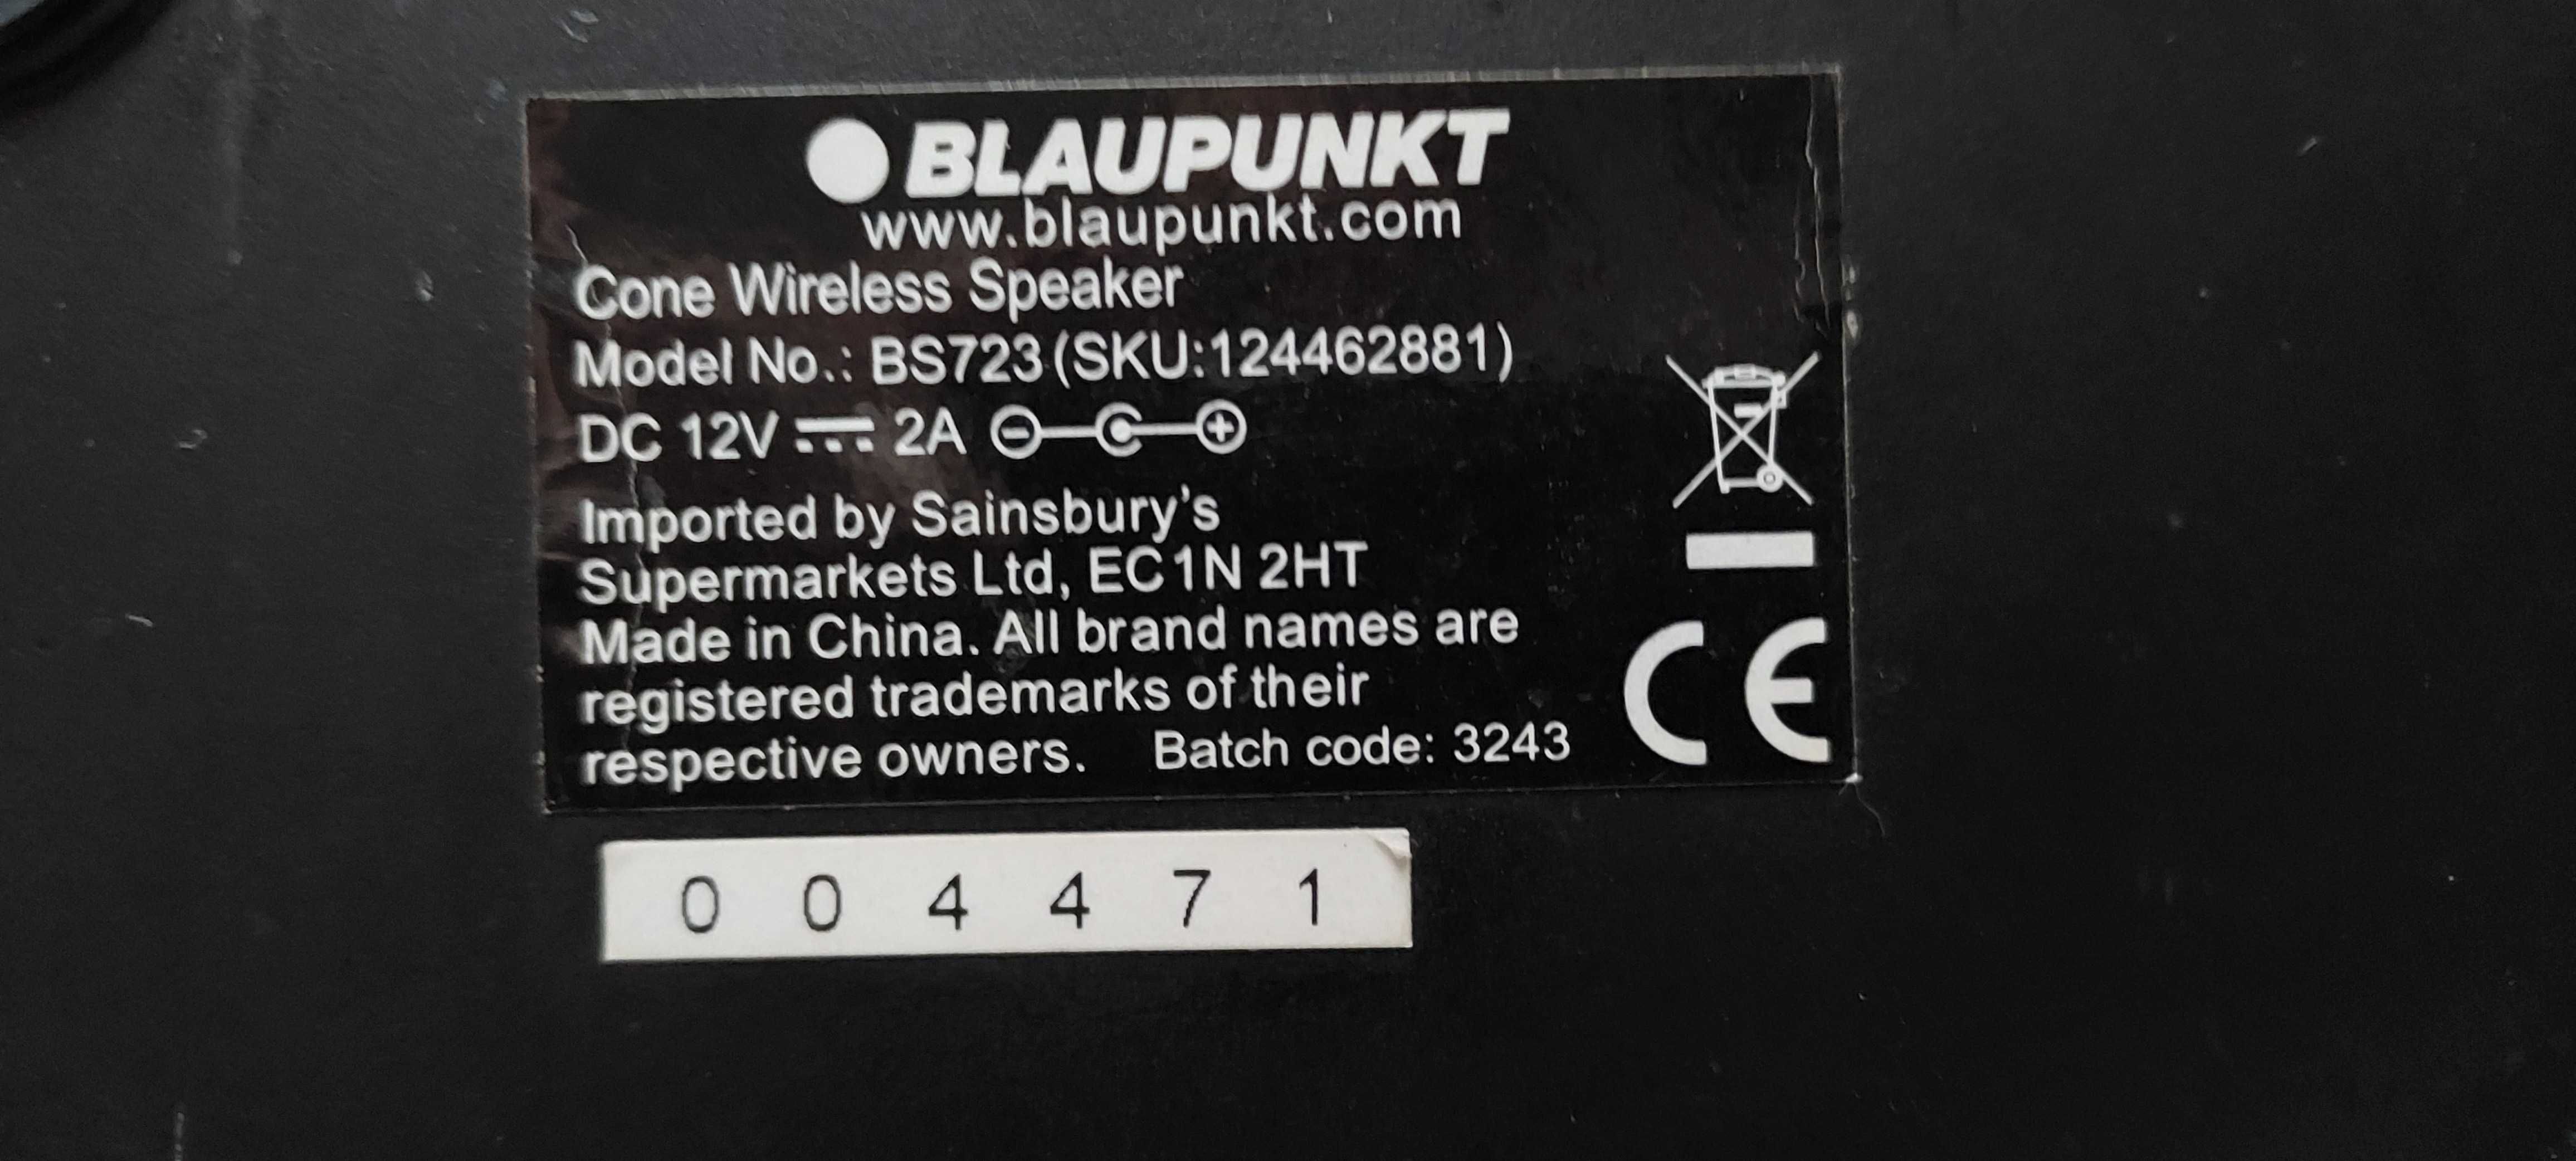 BLAUPUNKT
www.blaupunkt.com
Cone Wireless Speaker
Model No.: BS723 (SKU:124462881)
DC 12V ⎓ 2A
Imported by Sainsbury's
Supermarkets Ltd, EC1N 2HT
Made in China. All brand names are
registered trademarks of their
respective owners. Batch code: 3243
CE
0 0 4 4 7 1